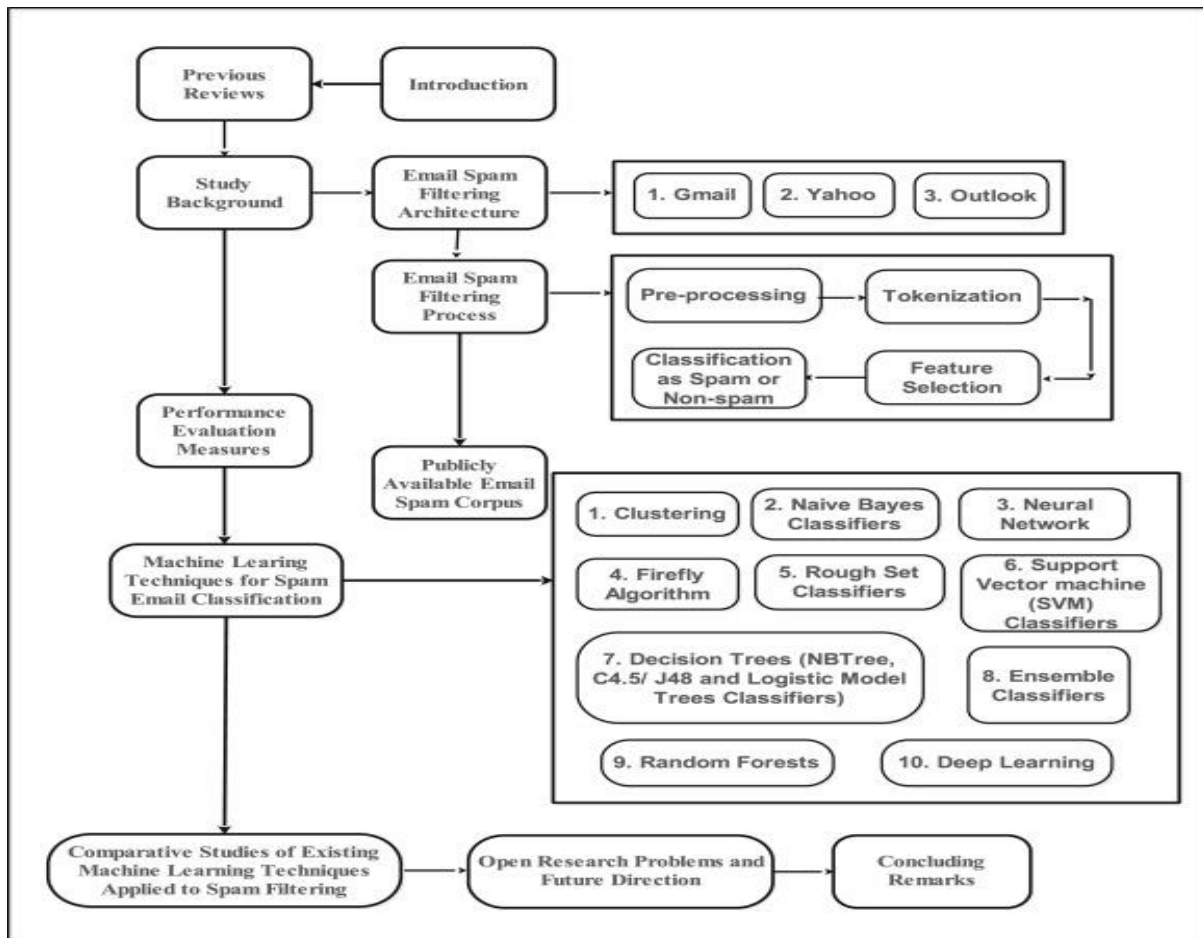 Previous
Reviews
Introduction
Study
Background
Email Spam
Filtering
Architecture
1. Gmail
2. Yahoo
3. Outlook
Email Spam
Filtering
Process
Pre-processing
Tokenization
Classification
as Spam or
Non-spam
Feature
Selection
Performance
Evaluation
Measures
Publicly
Available Email
Spam Corpus
Machine Learing
Techniques for Spam
Email Classification
1. Clustering
2. Naive Bayes
Classifiers
3. Neural
Network
4. Firefly
Algorithm
5. Rough Set
Classifiers
6. Support
Vector machine
(SVM)
Classifiers
7. Decision Trees (NBTree,
C4.5/ J48 and Logistic Model
Trees Classifiers)
8. Ensemble
Classifiers
9. Random Forests
10. Deep Learning
Comparative Studies of Existing
Machine Learning Techniques
Applied to Spam Filtering
Open Research Problems and
Future Direction
Concluding
Remarks